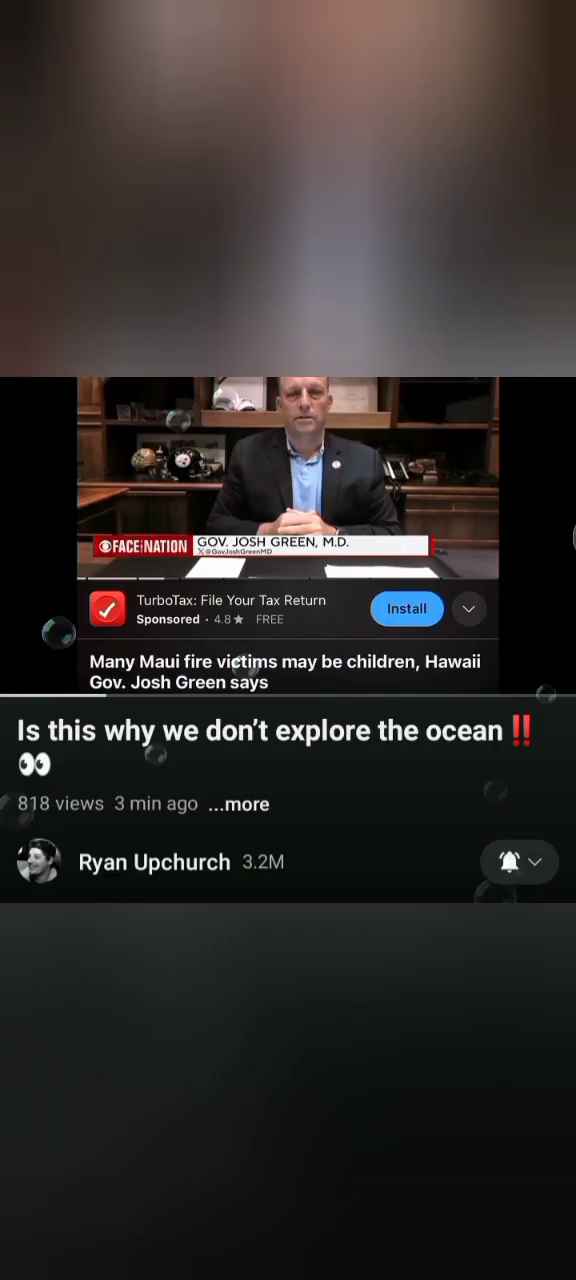 FACE THE NATION
GOV. JOSH GREEN, M.D.
X@GovJoshGreenMD
TurboTax: File Your Tax Return
Install
Sponsored · 4.8★ FREE
Many Maui fire victims may be children, Hawaii
Gov. Josh Green says
Is this why we don’t explore the ocean‼️
👀
818 views 3 min ago ...more
Ryan Upchurch 3.2M